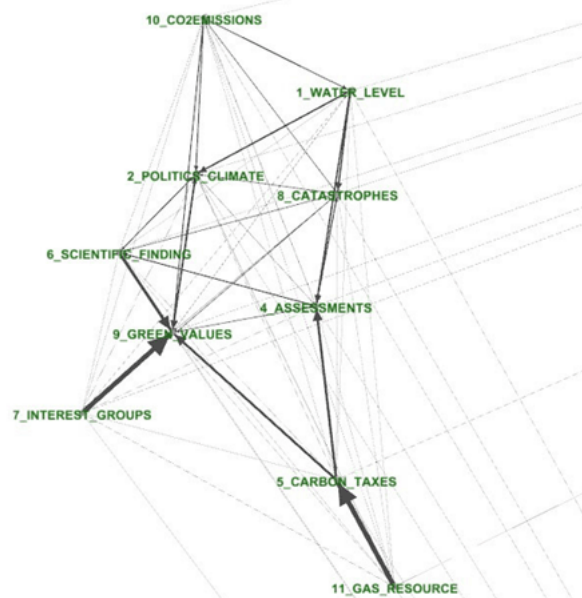 10_CO2EMISSIONS
1_WATER_LEVEL
2_POLITICS_CLIMATE
8_CATASTROPHES
6_SCIENTIFIC_FINDING
4_ASSESSMENTS
9_GREEN_VALUES
7_INTEREST_GROUPS
5_CARBON_TAXES
11_GAS_RESOURCE